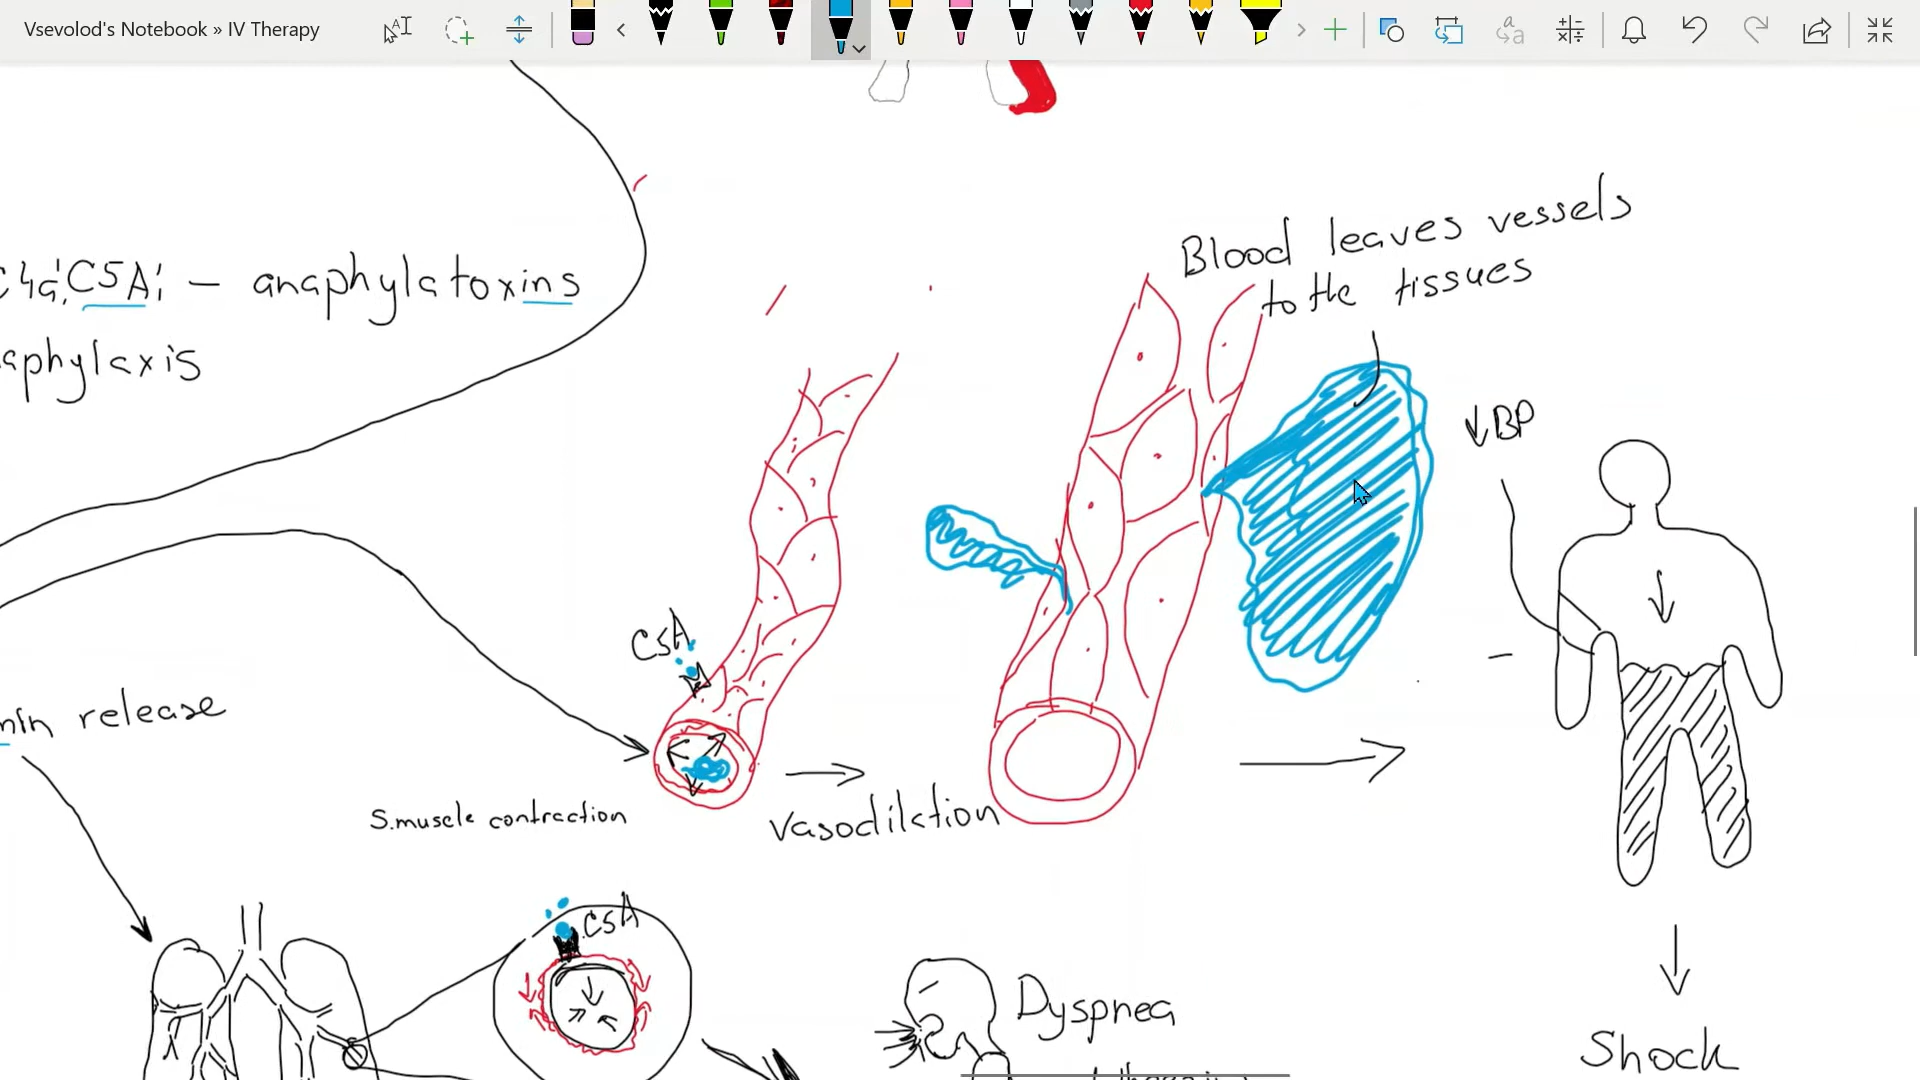 Vsevolod's Notebook » IV Therapy
Blood leaves vessels
to the tissues
C4a, C5A; – anaphylatoxins
aphylaxis
↓BP
C5A
min release
S.muscle contraction
Vasodilation
C5A
Dyspnea
Shock